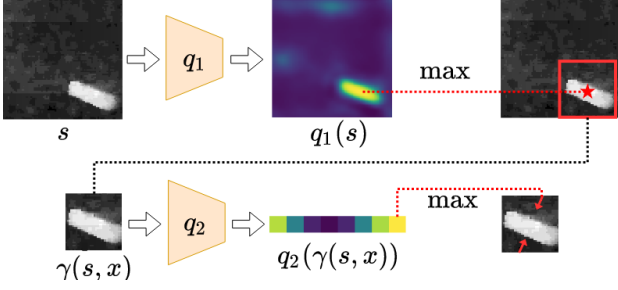 q₁
max
s
q₁(s)
q₂
max
γ(s, x)
q₂(γ(s, x))